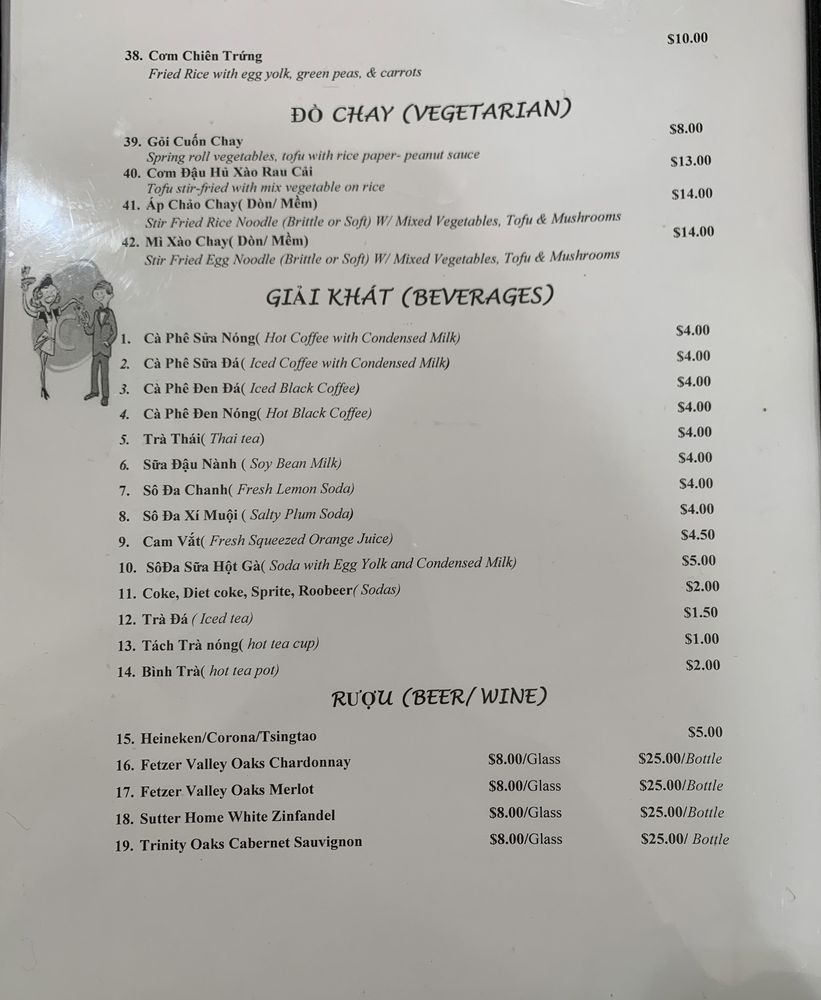 $10.00
38. Cơm Chiên Trứng
Fried Rice with egg yolk, green peas, & carrots
ĐÒ CHAY (VEGETARIAN)
39. Gỏi Cuốn Chay $8.00
Spring roll vegetables, tofu with rice paper- peanut sauce
40. Cơm Đậu Hủ Xào Rau Cải $13.00
Tofu stir-fried with mix vegetable on rice
41. Áp Chảo Chay( Dòn/ Mềm) $14.00
Stir Fried Rice Noodle (Brittle or Soft) W/ Mixed Vegetables, Tofu & Mushrooms
42. Mì Xào Chay( Dòn/ Mềm) $14.00
Stir Fried Egg Noodle (Brittle or Soft) W/ Mixed Vegetables, Tofu & Mushrooms
GIẢI KHÁT (BEVERAGES)
1. Cà Phê Sửa Nóng( Hot Coffee with Condensed Milk) $4.00
2. Cà Phê Sữa Đá( Iced Coffee with Condensed Milk) $4.00
3. Cà Phê Đen Đá( Iced Black Coffee) $4.00
4. Cà Phê Đen Nóng( Hot Black Coffee) $4.00
5. Trà Thái( Thai tea) $4.00
6. Sữa Đậu Nành ( Soy Bean Milk) $4.00
7. Sô Đa Chanh( Fresh Lemon Soda) $4.00
8. Sô Đa Xí Muội ( Salty Plum Soda) $4.00
9. Cam Vắt( Fresh Squeezed Orange Juice) $4.50
10. SôĐa Sữa Hột Gà( Soda with Egg Yolk and Condensed Milk) $5.00
11. Coke, Diet coke, Sprite, Roobeer( Sodas) $2.00
12. Trà Đá ( Iced tea) $1.50
13. Tách Trà nóng( hot tea cup) $1.00
14. Bình Trà( hot tea pot) $2.00
RƯỢU (BEER/ WINE)
15. Heineken/Corona/Tsingtao $5.00
16. Fetzer Valley Oaks Chardonnay $8.00/Glass $25.00/Bottle
17. Fetzer Valley Oaks Merlot $8.00/Glass $25.00/Bottle
18. Sutter Home White Zinfandel $8.00/Glass $25.00/Bottle
19. Trinity Oaks Cabernet Sauvignon $8.00/Glass $25.00/ Bottle